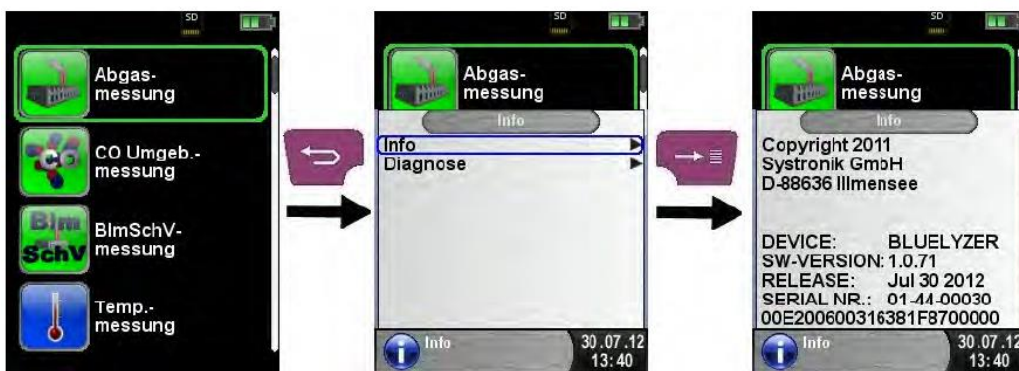 SD
Abgas-
messung
CO Umgeb.-
messung
BImSchV-
messung
BIm
SchV
Temp.-
messung
SD
Abgas-
messung
Info
Info
Diagnose
Info
30.07.12
13:40
SD
Abgas-
messung
Info
Copyright 2011
Systronik GmbH
D-88636 Illmensee
DEVICE: BLUELYZER
SW-VERSION: 1.0.71
RELEASE: Jul 30 2012
SERIAL NR.: 01-44-00030
00E200600316381F8700000
Info
30.07.12
13:40